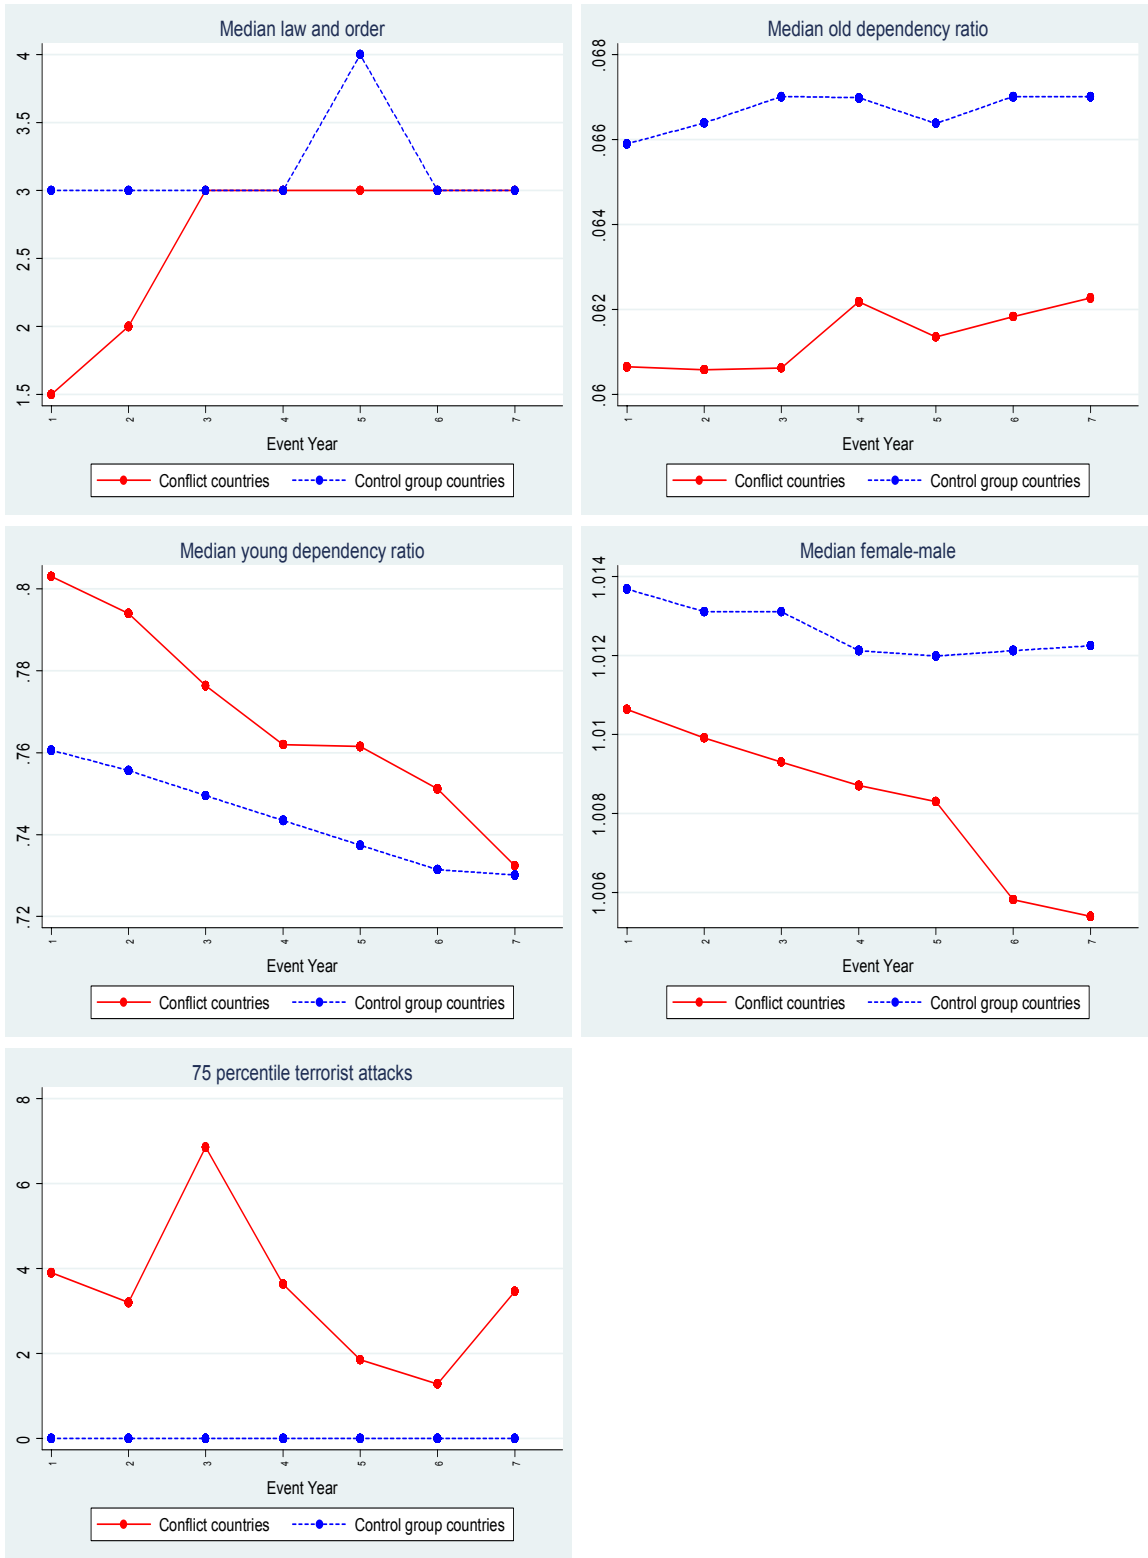 Median law and order
4
3.5
3
2.5
2
1.5
1 2 3 4 5 6 7
Event Year
Conflict countries Control group countries
Median old dependency ratio
.068
.066
.064
.062
.06
1 2 3 4 5 6 7
Event Year
Conflict countries Control group countries
Median young dependency ratio
.8
.78
.76
.74
.72
1 2 3 4 5 6 7
Event Year
Conflict countries Control group countries
Median female-male
1.014
1.012
1.01
1.008
1.006
1 2 3 4 5 6 7
Event Year
Conflict countries Control group countries
75 percentile terrorist attacks
8
6
4
2
0
1 2 3 4 5 6 7
Event Year
Conflict countries Control group countries